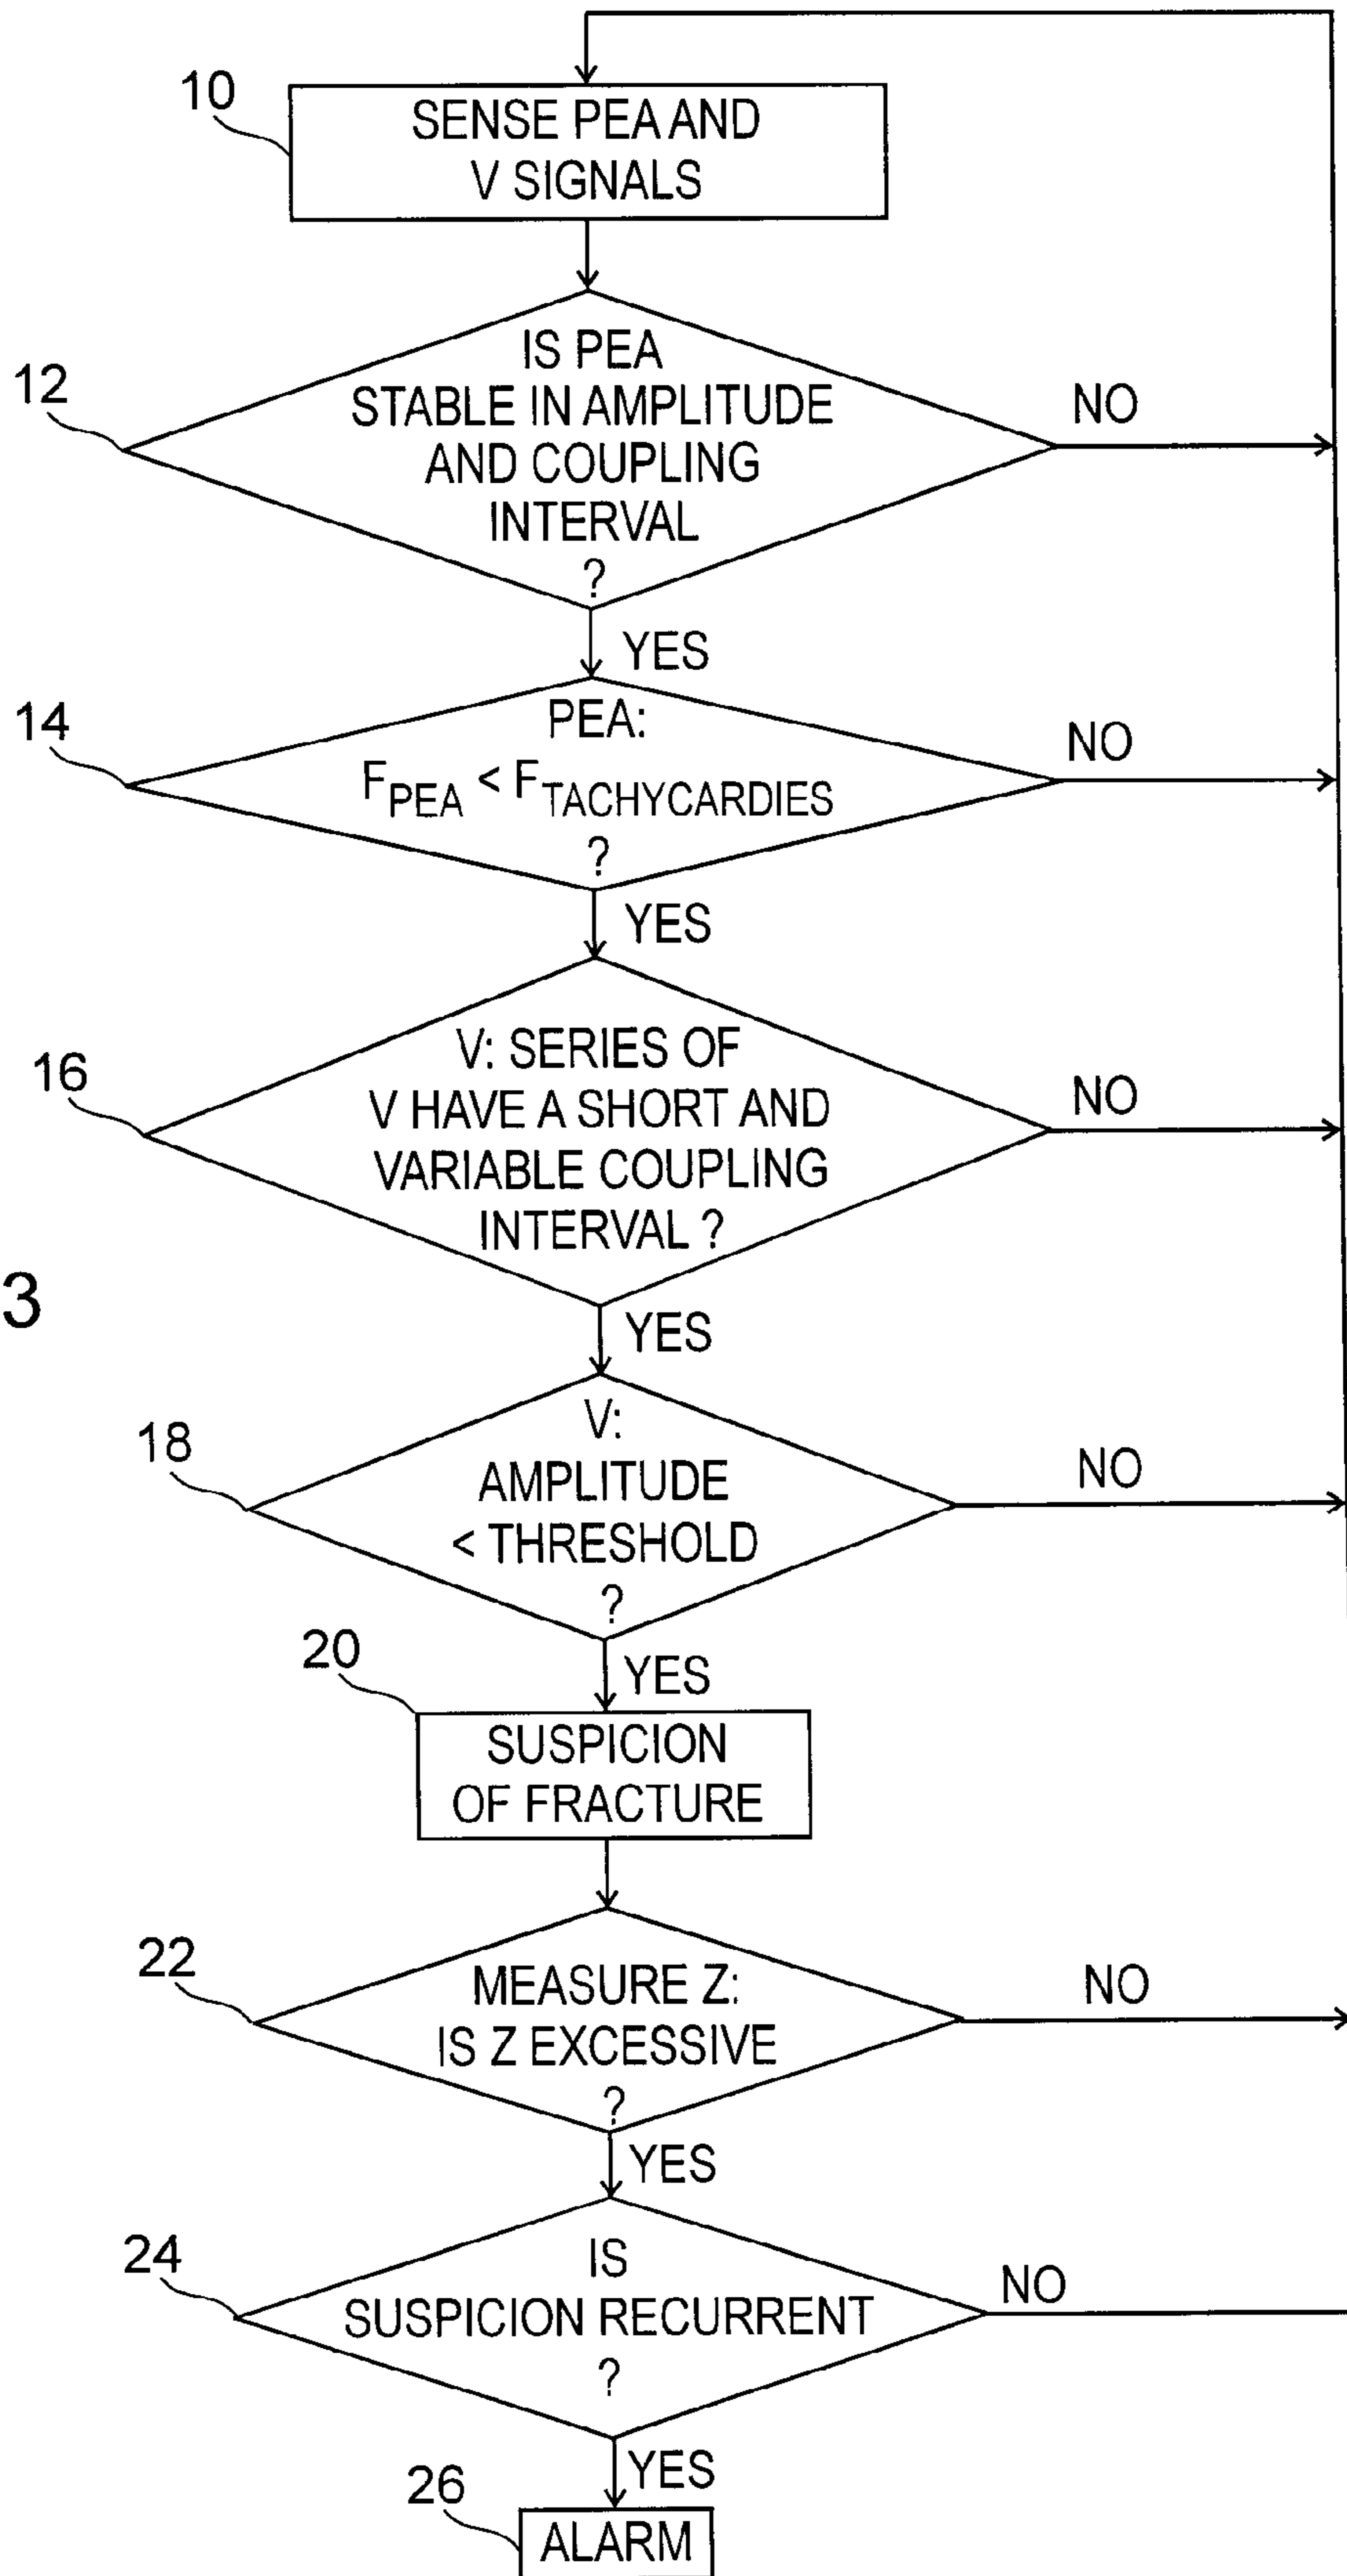 10
SENSE PEA AND
V SIGNALS
12
IS PEA
STABLE IN AMPLITUDE
AND COUPLING
INTERVAL
?
NO
YES
14
PEA:
F_PEA < F_TACHYCARDIES
?
NO
YES
16
V: SERIES OF
V HAVE A SHORT AND
VARIABLE COUPLING
INTERVAL ?
NO
3
YES
18
V:
AMPLITUDE
< THRESHOLD
?
NO
YES
20
SUSPICION
OF FRACTURE
22
MEASURE Z:
IS Z EXCESSIVE
?
NO
YES
24
IS
SUSPICION RECURRENT
?
NO
YES
26
ALARM